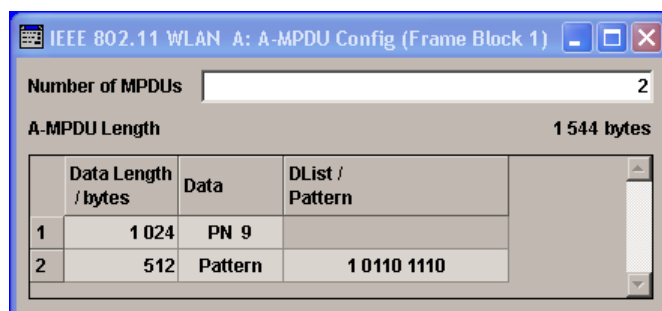 IEEE 802.11 WLAN A: A-MPDU Config (Frame Block 1)
Number of MPDUs 2
A-MPDU Length 1 544 bytes
Data Length / bytes Data DList / Pattern
1 1 024 PN 9
2 512 Pattern 1 0110 1110